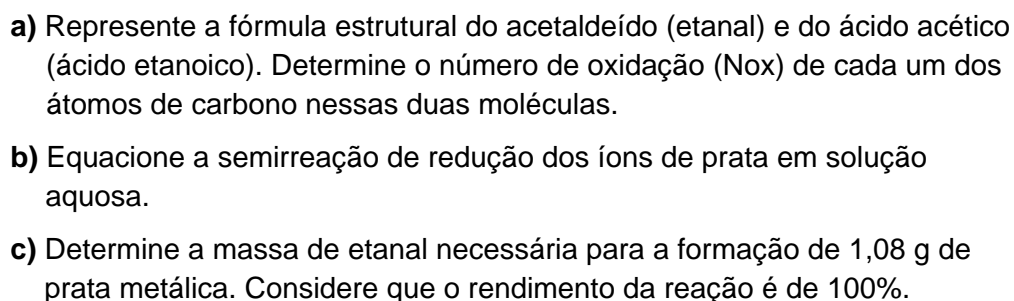 a) Represente a fórmula estrutural do acetaldeído (etanal) e do ácido acético
(ácido etanoico). Determine o número de oxidação (Nox) de cada um dos
átomos de carbono nessas duas moléculas.
b) Equacione a semirreação de redução dos íons de prata em solução
aquosa.
c) Determine a massa de etanal necessária para a formação de 1,08 g de
prata metálica. Considere que o rendimento da reação é de 100%.